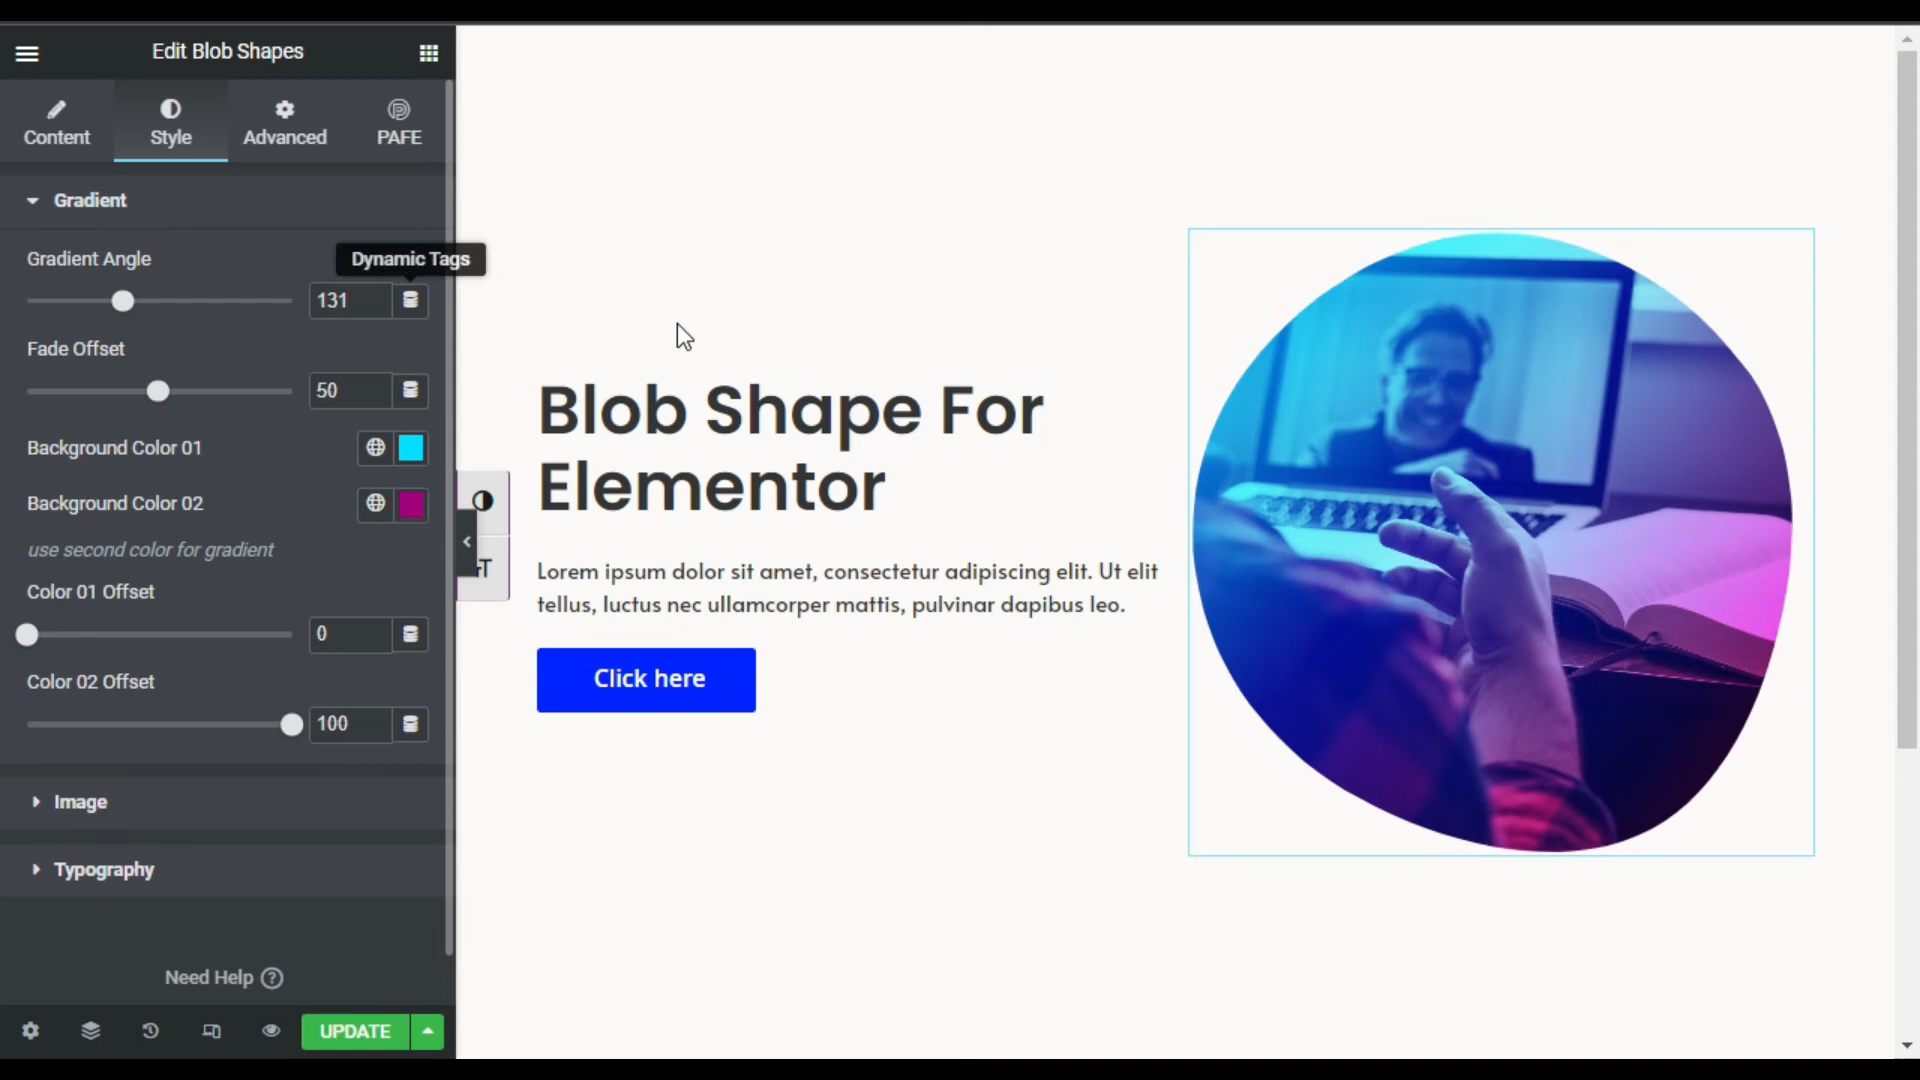 Edit Blob Shapes
Content
Style
Advanced
PAFE
Gradient
Gradient Angle
Dynamic Tags
131
Fade Offset
50
Background Color 01
Background Color 02
use second color for gradient
Color 01 Offset
0
Color 02 Offset
100
Image
Typography
Need Help ?
UPDATE
Blob Shape For
Elementor
Lorem ipsum dolor sit amet, consectetur adipiscing elit. Ut elit
tellus, luctus nec ullamcorper mattis, pulvinar dapibus leo.
Click here